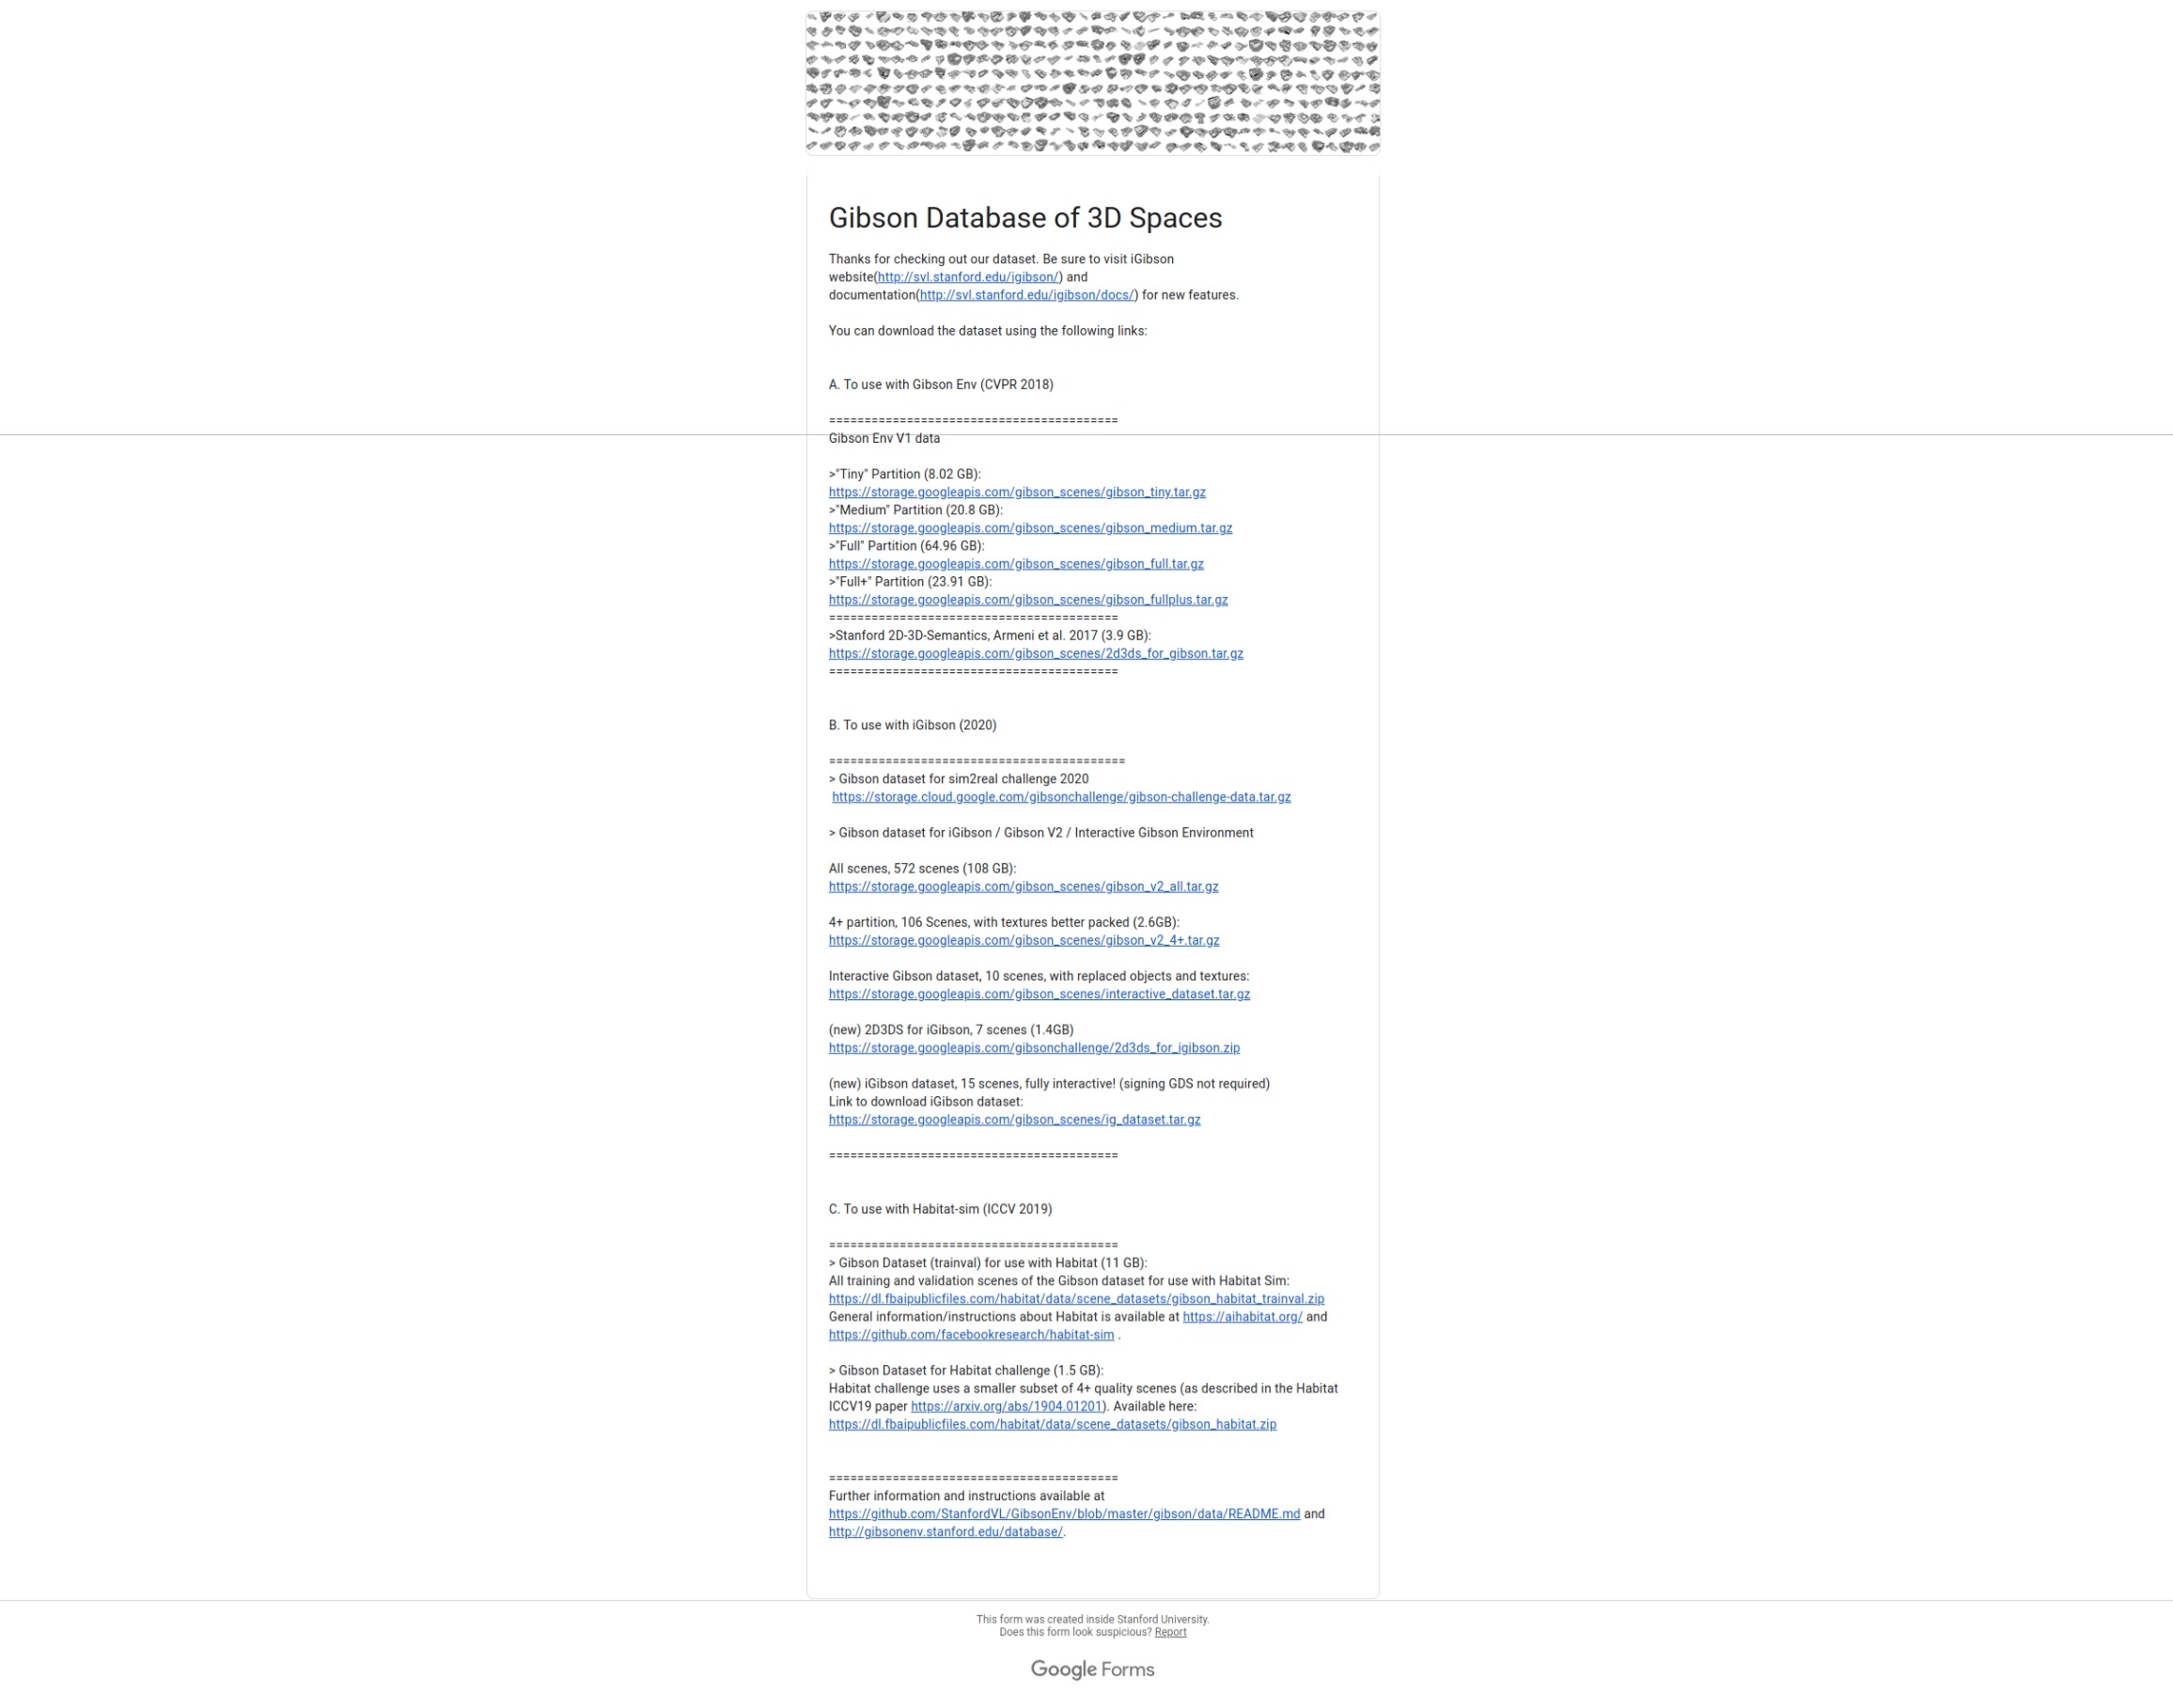 Gibson Database of 3D Spaces
Thanks for checking out our dataset. Be sure to visit iGibson
website(http://svl.stanford.edu/igibson/) and
documentation(http://svl.stanford.edu/igibson/docs/) for new features.
You can download the dataset using the following links:
A. To use with Gibson Env (CVPR 2018)
=========================================
Gibson Env V1 data
>"Tiny" Partition (8.02 GB):
https://storage.googleapis.com/gibson_scenes/gibson_tiny.tar.gz
>"Medium" Partition (20.8 GB):
https://storage.googleapis.com/gibson_scenes/gibson_medium.tar.gz
>"Full" Partition (64.96 GB):
https://storage.googleapis.com/gibson_scenes/gibson_full.tar.gz
>"Full+" Partition (23.91 GB):
https://storage.googleapis.com/gibson_scenes/gibson_fullplus.tar.gz
=========================================
>Stanford 2D-3D-Semantics, Armeni et al. 2017 (3.9 GB):
https://storage.googleapis.com/gibson_scenes/2d3ds_for_gibson.tar.gz
=========================================
B. To use with iGibson (2020)
==========================================
> Gibson dataset for sim2real challenge 2020
https://storage.cloud.google.com/gibsonchallenge/gibson-challenge-data.tar.gz
> Gibson dataset for iGibson / Gibson V2 / Interactive Gibson Environment
All scenes, 572 scenes (108 GB):
https://storage.googleapis.com/gibson_scenes/gibson_v2_all.tar.gz
4+ partition, 106 Scenes, with textures better packed (2.6GB):
https://storage.googleapis.com/gibson_scenes/gibson_v2_4+.tar.gz
Interactive Gibson dataset, 10 scenes, with replaced objects and textures:
https://storage.googleapis.com/gibson_scenes/interactive_dataset.tar.gz
(new) 2D3DS for iGibson, 7 scenes (1.4GB)
https://storage.googleapis.com/gibsonchallenge/2d3ds_for_igibson.zip
(new) iGibson dataset, 15 scenes, fully interactive! (signing GDS not required)
Link to download iGibson dataset:
https://storage.googleapis.com/gibson_scenes/ig_dataset.tar.gz
=========================================
C. To use with Habitat-sim (ICCV 2019)
=========================================
> Gibson Dataset (trainval) for use with Habitat (11 GB):
All training and validation scenes of the Gibson dataset for use with Habitat Sim:
https://dl.fbaipublicfiles.com/habitat/data/scene_datasets/gibson_habitat_trainval.zip
General information/instructions about Habitat is available at https://aihabitat.org/ and
https://github.com/facebookresearch/habitat-sim .
> Gibson Dataset for Habitat challenge (1.5 GB):
Habitat challenge uses a smaller subset of 4+ quality scenes (as described in the Habitat
ICCV19 paper https://arxiv.org/abs/1904.01201). Available here:
https://dl.fbaipublicfiles.com/habitat/data/scene_datasets/gibson_habitat.zip
=========================================
Further information and instructions available at
https://github.com/StanfordVL/GibsonEnv/blob/master/gibson/data/README.md and
http://gibsonenv.stanford.edu/database/.
This form was created inside Stanford University.
Does this form look suspicious? Report
Google Forms